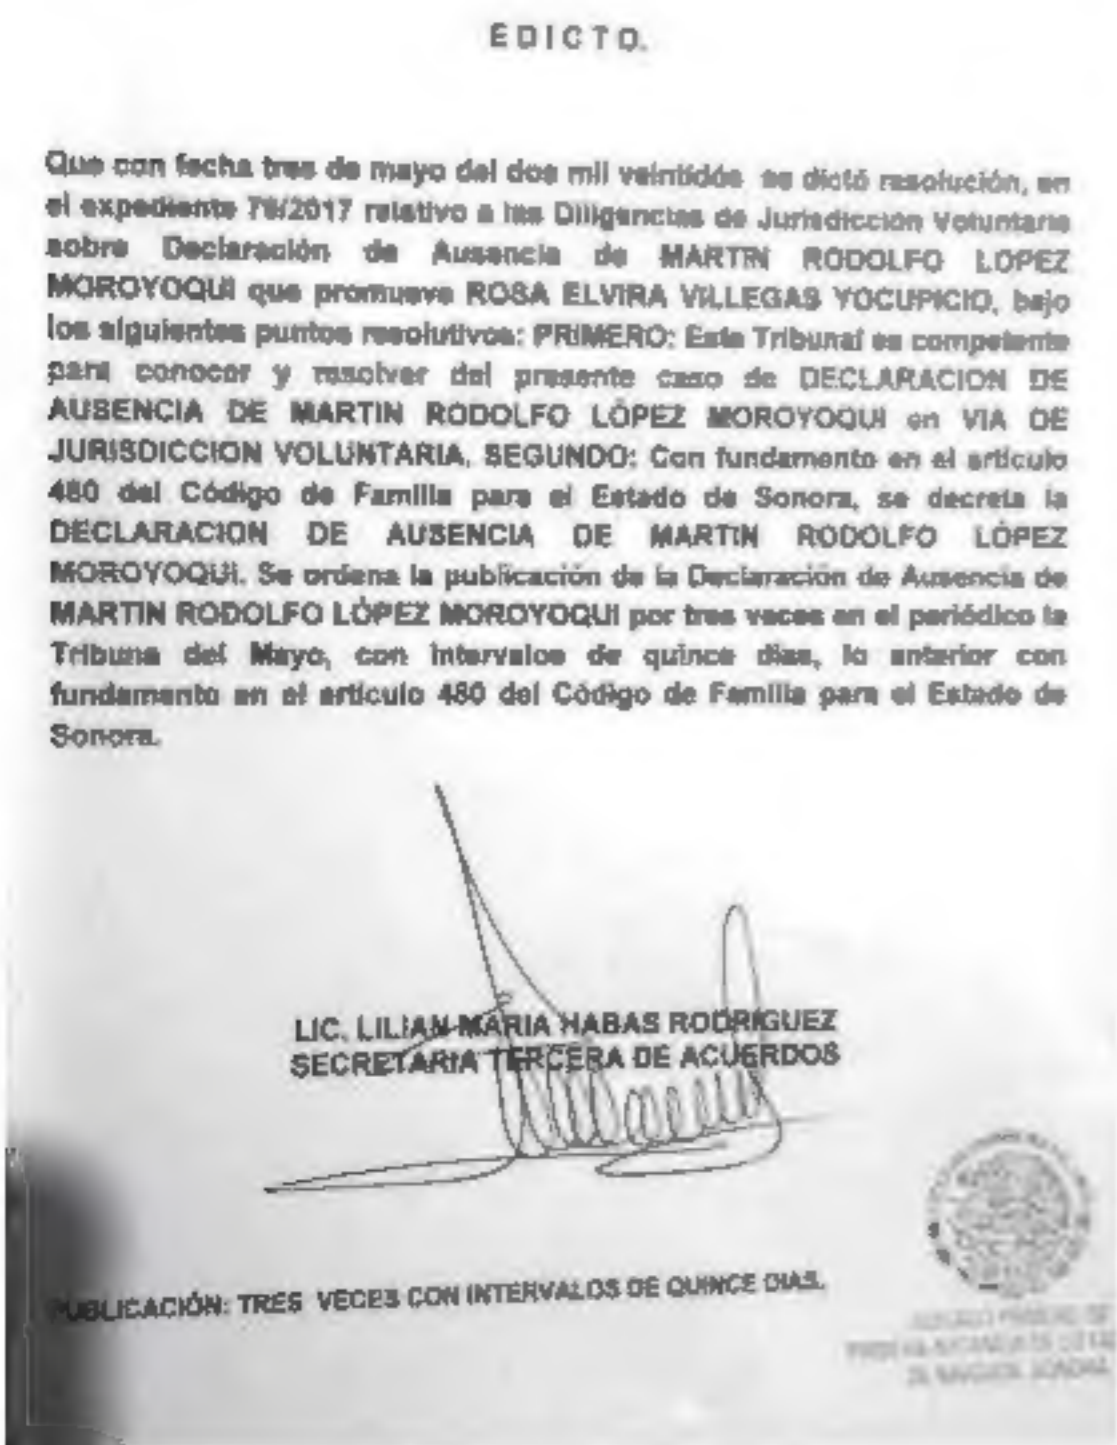 EDICTO.
Que con fecha tres de mayo del dos mil veintidós se dictó resolución, en
el expediente 76/2017 relativo a las Diligencias de Jurisdicción Voluntaria
sobre Declaración de Ausencia de MARTIN RODOLFO LOPEZ
MOROYOQUI que promueve ROSA ELVIRA VILLEGAS YOCUPICIO, bajo
los siguientes puntos resolutivos: PRIMERO: Este Tribunal es competente
para conocer y resolver del presente caso de DECLARACION DE
AUSENCIA DE MARTIN RODOLFO LÓPEZ MOROYOQUI en VIA DE
JURISDICCION VOLUNTARIA. SEGUNDO: Con fundamento en el artículo
480 del Código de Familia para el Estado de Sonora, se decreta la
DECLARACION DE AUSENCIA DE MARTIN RODOLFO LÓPEZ
MOROYOQUI. Se ordena la publicación de la Declaración de Ausencia de
MARTIN RODOLFO LÓPEZ MOROYOQUI por tres veces en el periódico la
Tribuna del Mayo, con intervalos de quince días, lo anterior con
fundamento en el artículo 480 del Código de Familia para el Estado de
Sonora.
LIC. LILIAN MARIA HABAS RODRIGUEZ
SECRETARIA TERCERA DE ACUERDOS
PUBLICACIÓN: TRES VECES CON INTERVALOS DE QUINCE DIAS.